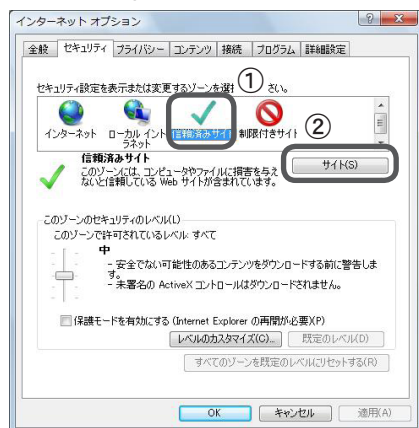 インターネット オプション
全般 セキュリティ プライバシー コンテンツ 接続 プログラム 詳細設定
セキュリティ設定を表示または変更するゾーンを選 ① さい。
インターネット ローカル イントラネット 信頼済みサイト 制限付きサイト ②
信頼済みサイト
このゾーンには、コンピュータやファイルに損害を与え
ないと信頼している Web サイトが含まれています。
サイト(S)
このゾーンのセキュリティのレベル(L)
このゾーンで許可されているレベル: すべて
中
- 安全でない可能性のあるコンテンツをダウンロードする前に警告しま
す。
- 未署名の ActiveX コントロールはダウンロードされません。
保護モードを有効にする (Internet Explorer の再開が必要)(P)
レベルのカスタマイズ(C)... 既定のレベル(D)
すべてのゾーンを既定のレベルにリセットする(R)
OK キャンセル 適用(A)